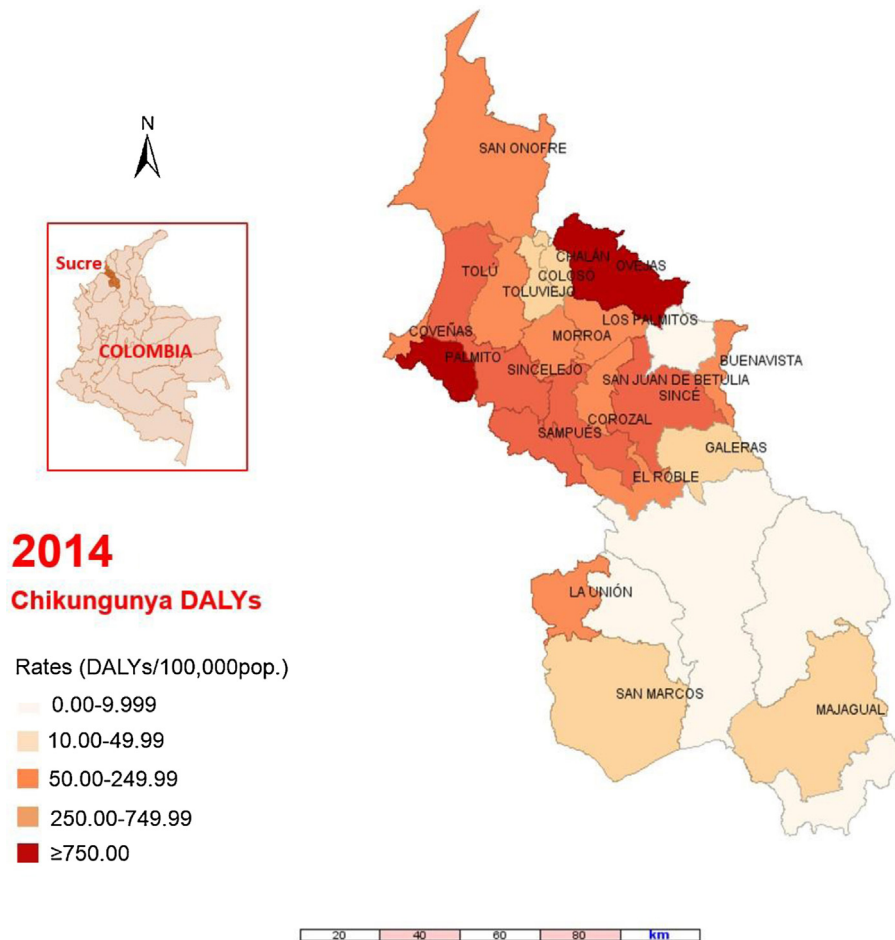 SAN ONOFRE
N
CHALÁN
OVEJAS
Sucre
TOLÚ
COLOSÓ
TOLUVIEJO
LOS PALMITOS
COVEÑAS
MORROA
COLOMBIA
PALMITO
BUENAVISTA
SINCELEJO
SAN JUAN DE BETULIA
SINCÉ
COROZAL
SAMPUÉS
GALERAS
EL ROBLE
2014
LA UNIÓN
Chikungunya DALYs
Rates (DALYs/100,000pop.)
SAN MARCOS
0.00-9.999
MAJAGUAL
10.00-49.99
50.00-249.99
250.00-749.99
≥750.00
20 40 60 80 km